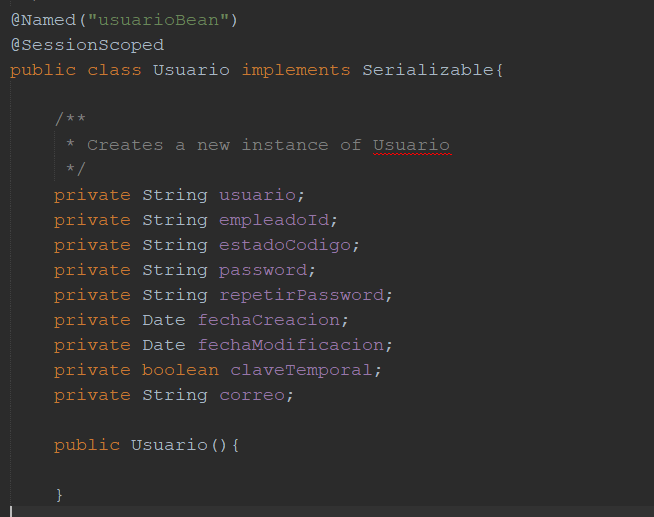 @Named("usuarioBean")
@SessionScoped
public class Usuario implements Serializable{
/**
* Creates a new instance of Usuario
*/
private String usuario;
private String empleadoId;
private String estadoCodigo;
private String password;
private String repetirPassword;
private Date fechaCreacion;
private Date fechaModificacion;
private boolean claveTemporal;
private String correo;
public Usuario(){
}